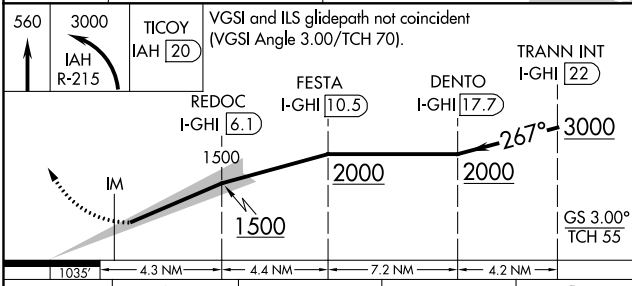 560
3000
IAH
R-215
TICOY
IAH 20
VGSI and ILS glidepath not coincident
(VGSI Angle 3.00/TCH 70).
TRANN INT
I-GHI 22
FESTA
I-GHI 10.5
DENTO
I-GHI 17.7
REDOC
I-GHI 6.1
267°
3000
1500
2000
2000
IM
1500
GS 3.00°
TCH 55
1035'
4.3 NM
4.4 NM
7.2 NM
4.2 NM